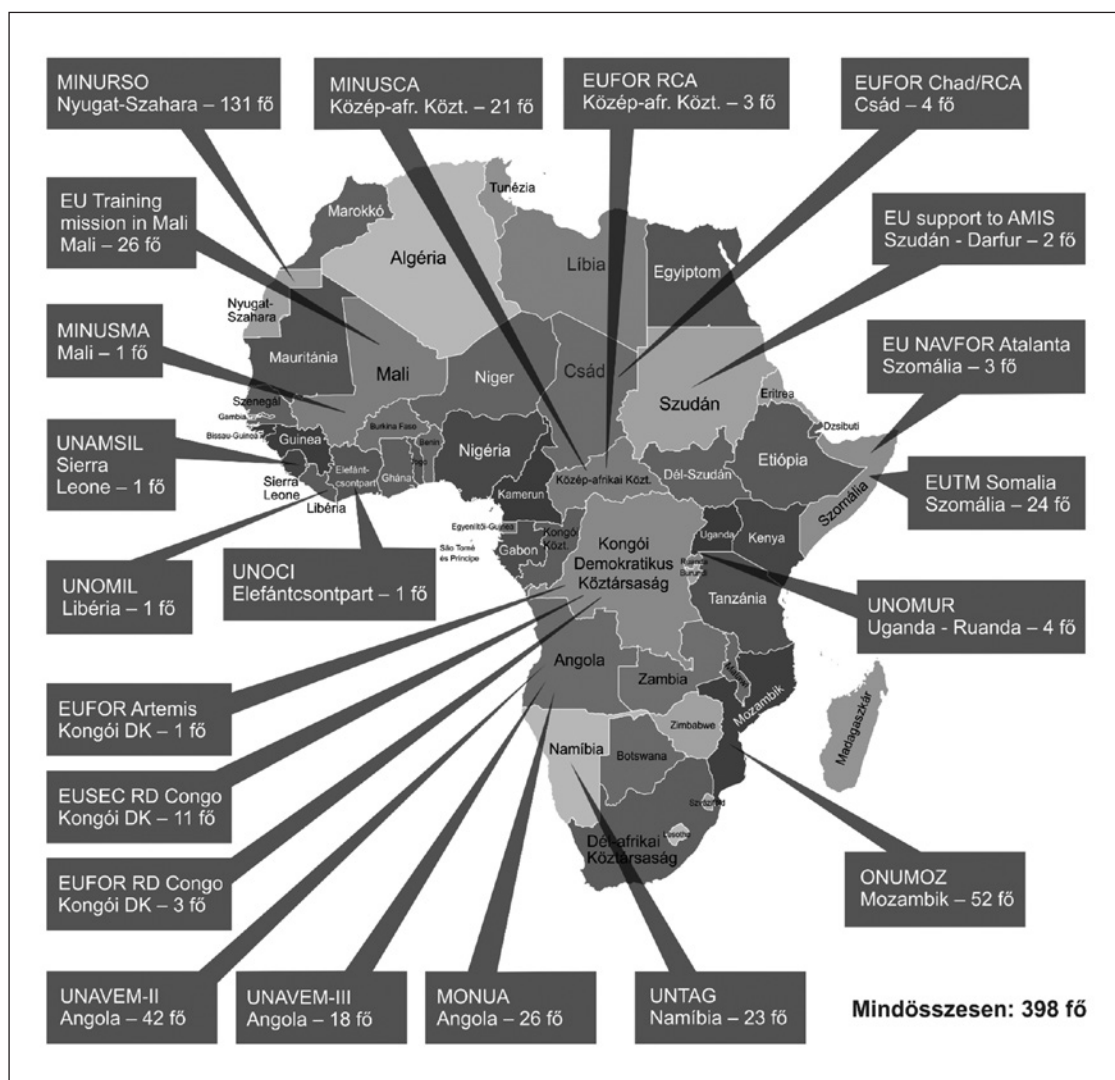 MINURSO
Nyugat-Szahara – 131 fő
MINUSCA
Közép-afr. Közt. – 21 fő
EUFOR RCA
Közép-afr. Közt. – 3 fő
EUFOR Chad/RCA
Csád – 4 fő
EU Training
mission in Mali
Mali – 26 fő
EU support to AMIS
Szudán - Darfur – 2 fő
MINUSMA
Mali – 1 fő
EU NAVFOR Atalanta
Szomália – 3 fő
UNAMSIL
Sierra
Leone – 1 fő
EUTM Somalia
Szomália – 24 fő
UNOMIL
Libéria – 1 fő
UNOCI
Elefántcsontpart – 1 fő
UNOMUR
Uganda - Ruanda – 4 fő
EUFOR Artemis
Kongói DK – 1 fő
EUSEC RD Congo
Kongói DK – 11 fő
EUFOR RD Congo
Kongói DK – 3 fő
ONUMOZ
Mozambik – 52 fő
UNAVEM-II
Angola – 42 fő
UNAVEM-III
Angola – 18 fő
MONUA
Angola – 26 fő
UNTAG
Namíbia – 23 fő
Mindösszesen: 398 fő
Tunézia
Marokkó
Algéria
Líbia
Egyiptom
Nyugat-
Szahara
Mauritánia
Mali
Niger
Csád
Szudán
Eritrea
Dzsibuti
Szenegál
Gambia
Bissau-Guinea
Guinea
Sierra
Leone
Libéria
Elefánt-
csontpart
Burkina Faso
Ghána
Togo
Benin
Nigéria
Kamerun
Közép-afrikai Közt.
Dél-Szudán
Etiópia
Szomália
Egyenlítői-Guinea
São Tomé
és Príncipe
Gabon
Kongói
Közt.
Kongói
Demokratikus
Köztársaság
Uganda
Kenya
Ruanda
Burundi
Tanzánia
Angola
Zambia
Malawi
Mozambik
Zimbabwe
Namíbia
Botswana
Szváziföld
Lesotho
Dél-afrikai
Köztársaság
Madagaszkár